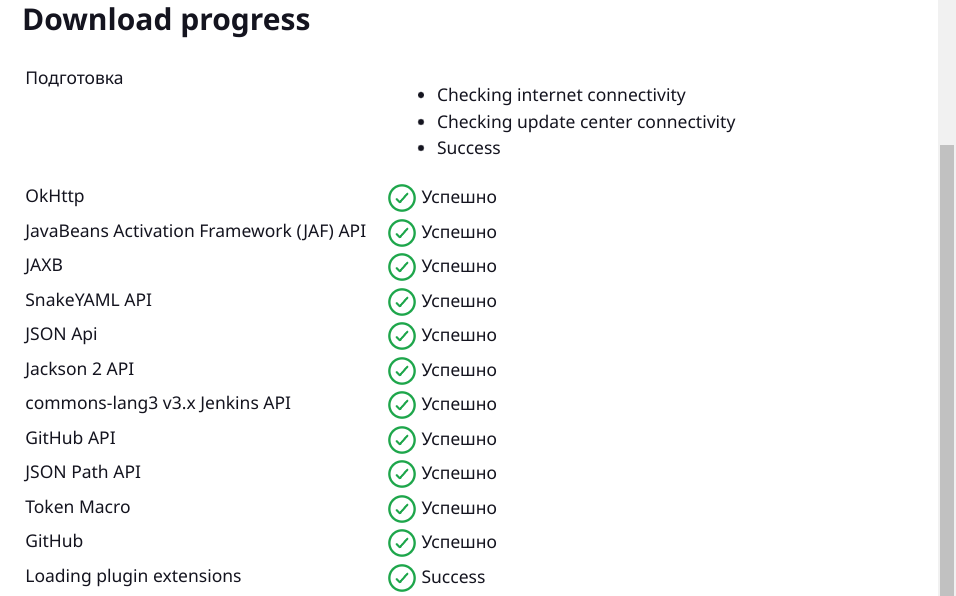 Download progress
Подготовка
Checking internet connectivity
Checking update center connectivity
Success
OkHttp Успешно
JavaBeans Activation Framework (JAF) API Успешно
JAXB Успешно
SnakeYAML API Успешно
JSON Api Успешно
Jackson 2 API Успешно
commons-lang3 v3.x Jenkins API Успешно
GitHub API Успешно
JSON Path API Успешно
Token Macro Успешно
GitHub Успешно
Loading plugin extensions Success